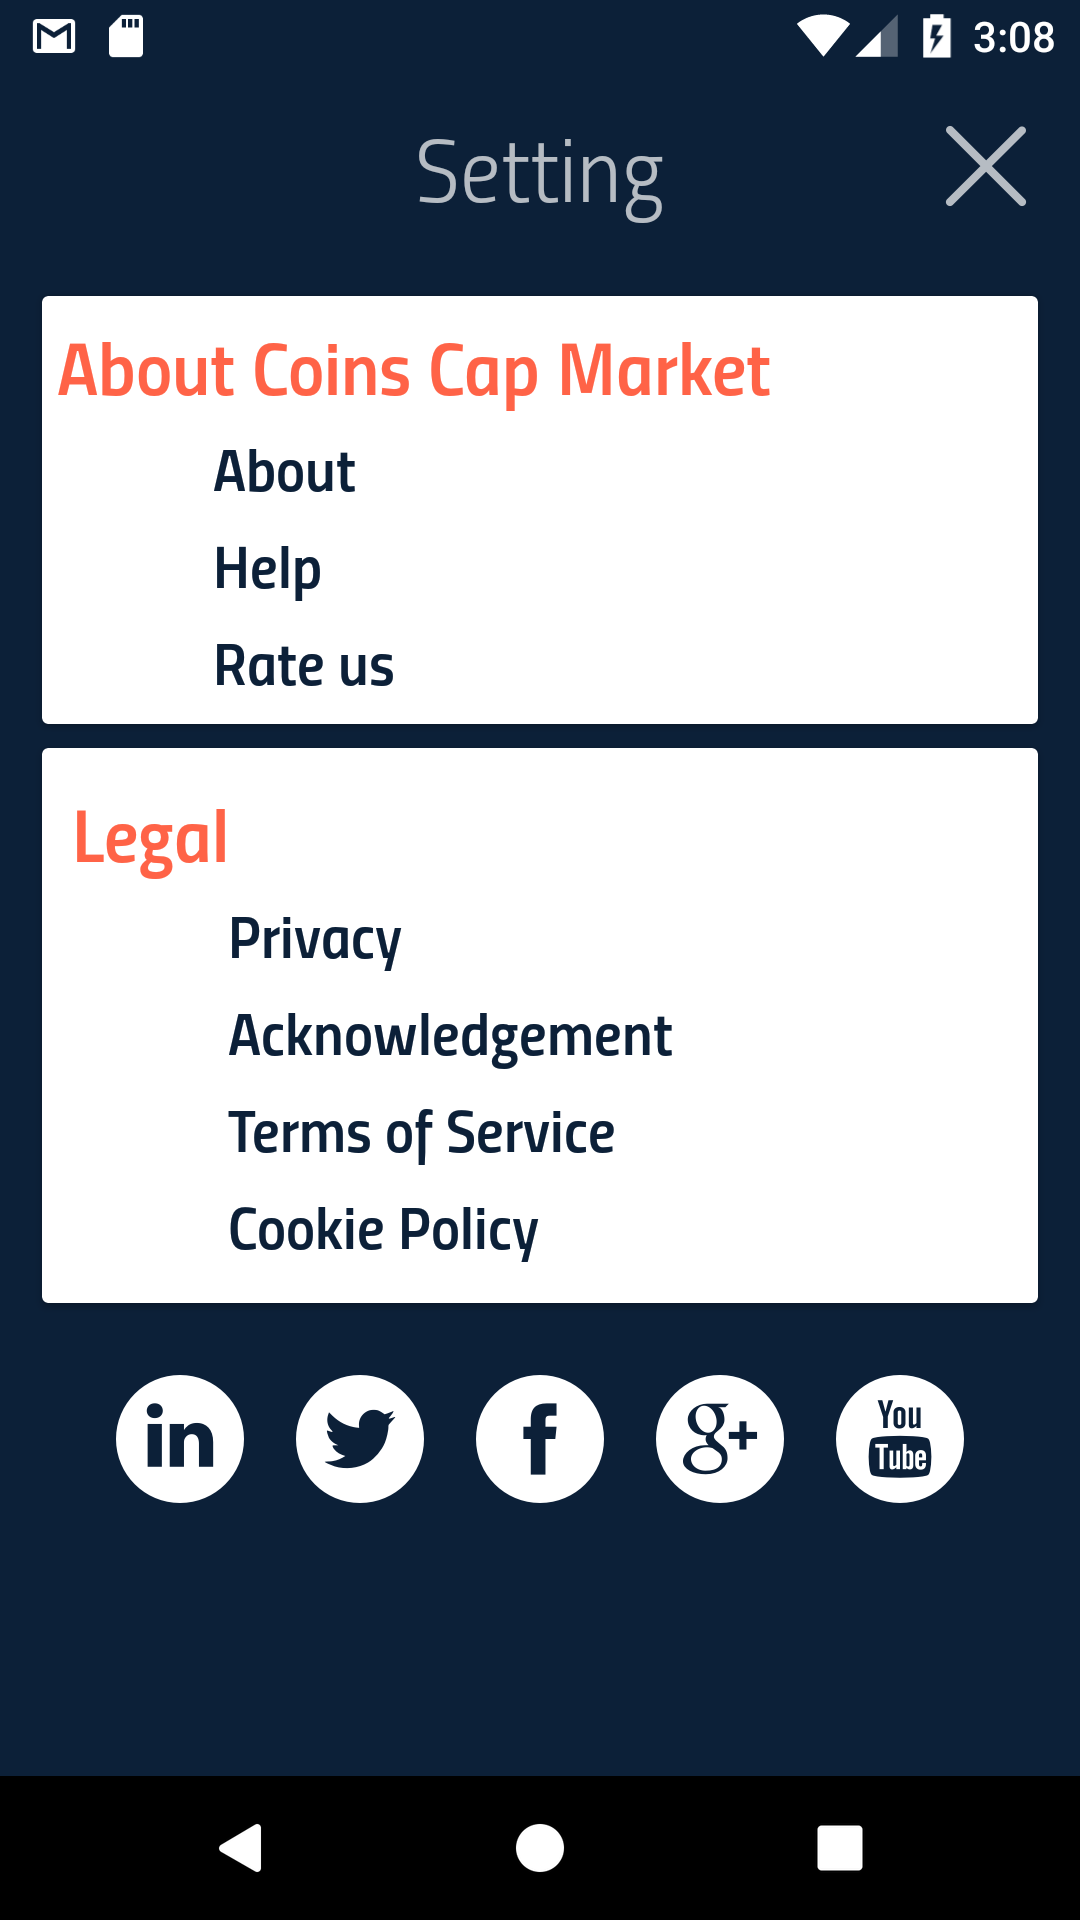 3:08
Setting
About Coins Cap Market
About
Help
Rate us
Legal
Privacy
Acknowledgement
Terms of Service
Cookie Policy
in
f
g+
You
Tube